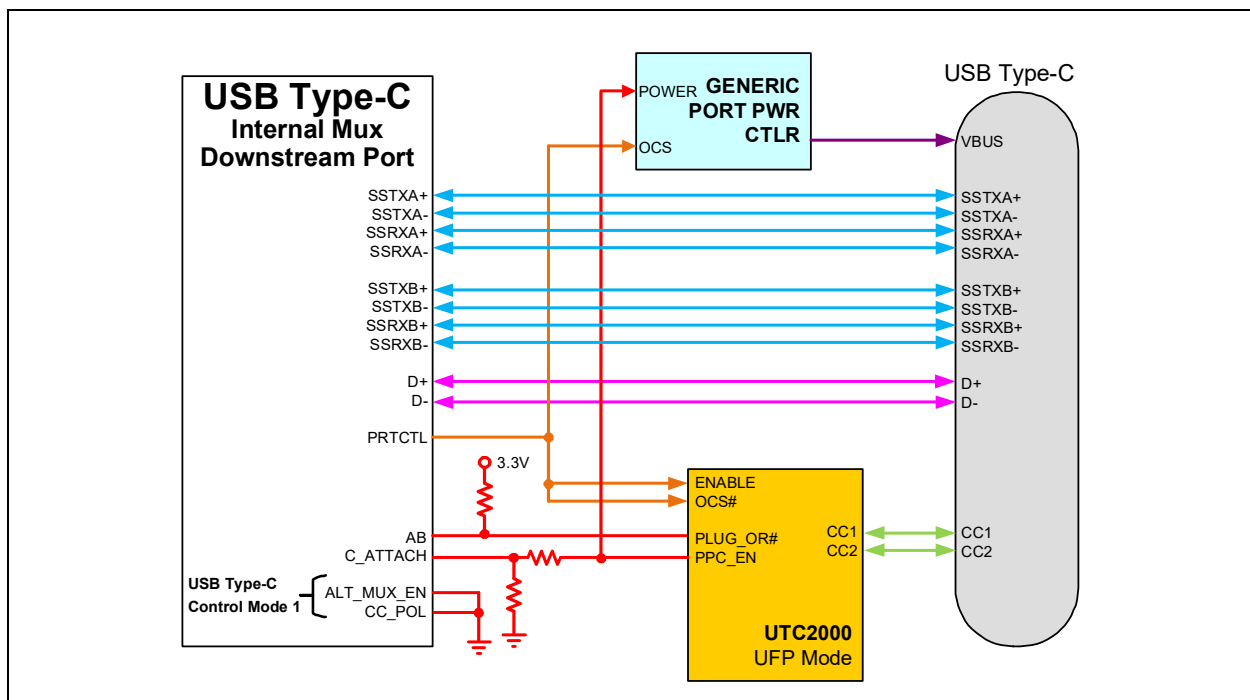 USB Type-C
Internal Mux
Downstream Port
SSTXA+
SSTXA-
SSRXA+
SSRXA-
SSTXB+
SSTXB-
SSRXB+
SSRXB-
D+
D-
PRTCTL
AB
C_ATTACH
ALT_MUX_EN
CC_POL
USB Type-C
Control Mode 1
3.3V
POWER
OCS
GENERIC
PORT PWR
CTLR
ENABLE
OCS#
PLUG_OR#
PPC_EN
CC1
CC2
UTC2000
UFP Mode
USB Type-C
VBUS
SSTXA+
SSTXA-
SSRXA+
SSRXA-
SSTXB+
SSTXB-
SSRXB+
SSRXB-
D+
D-
CC1
CC2